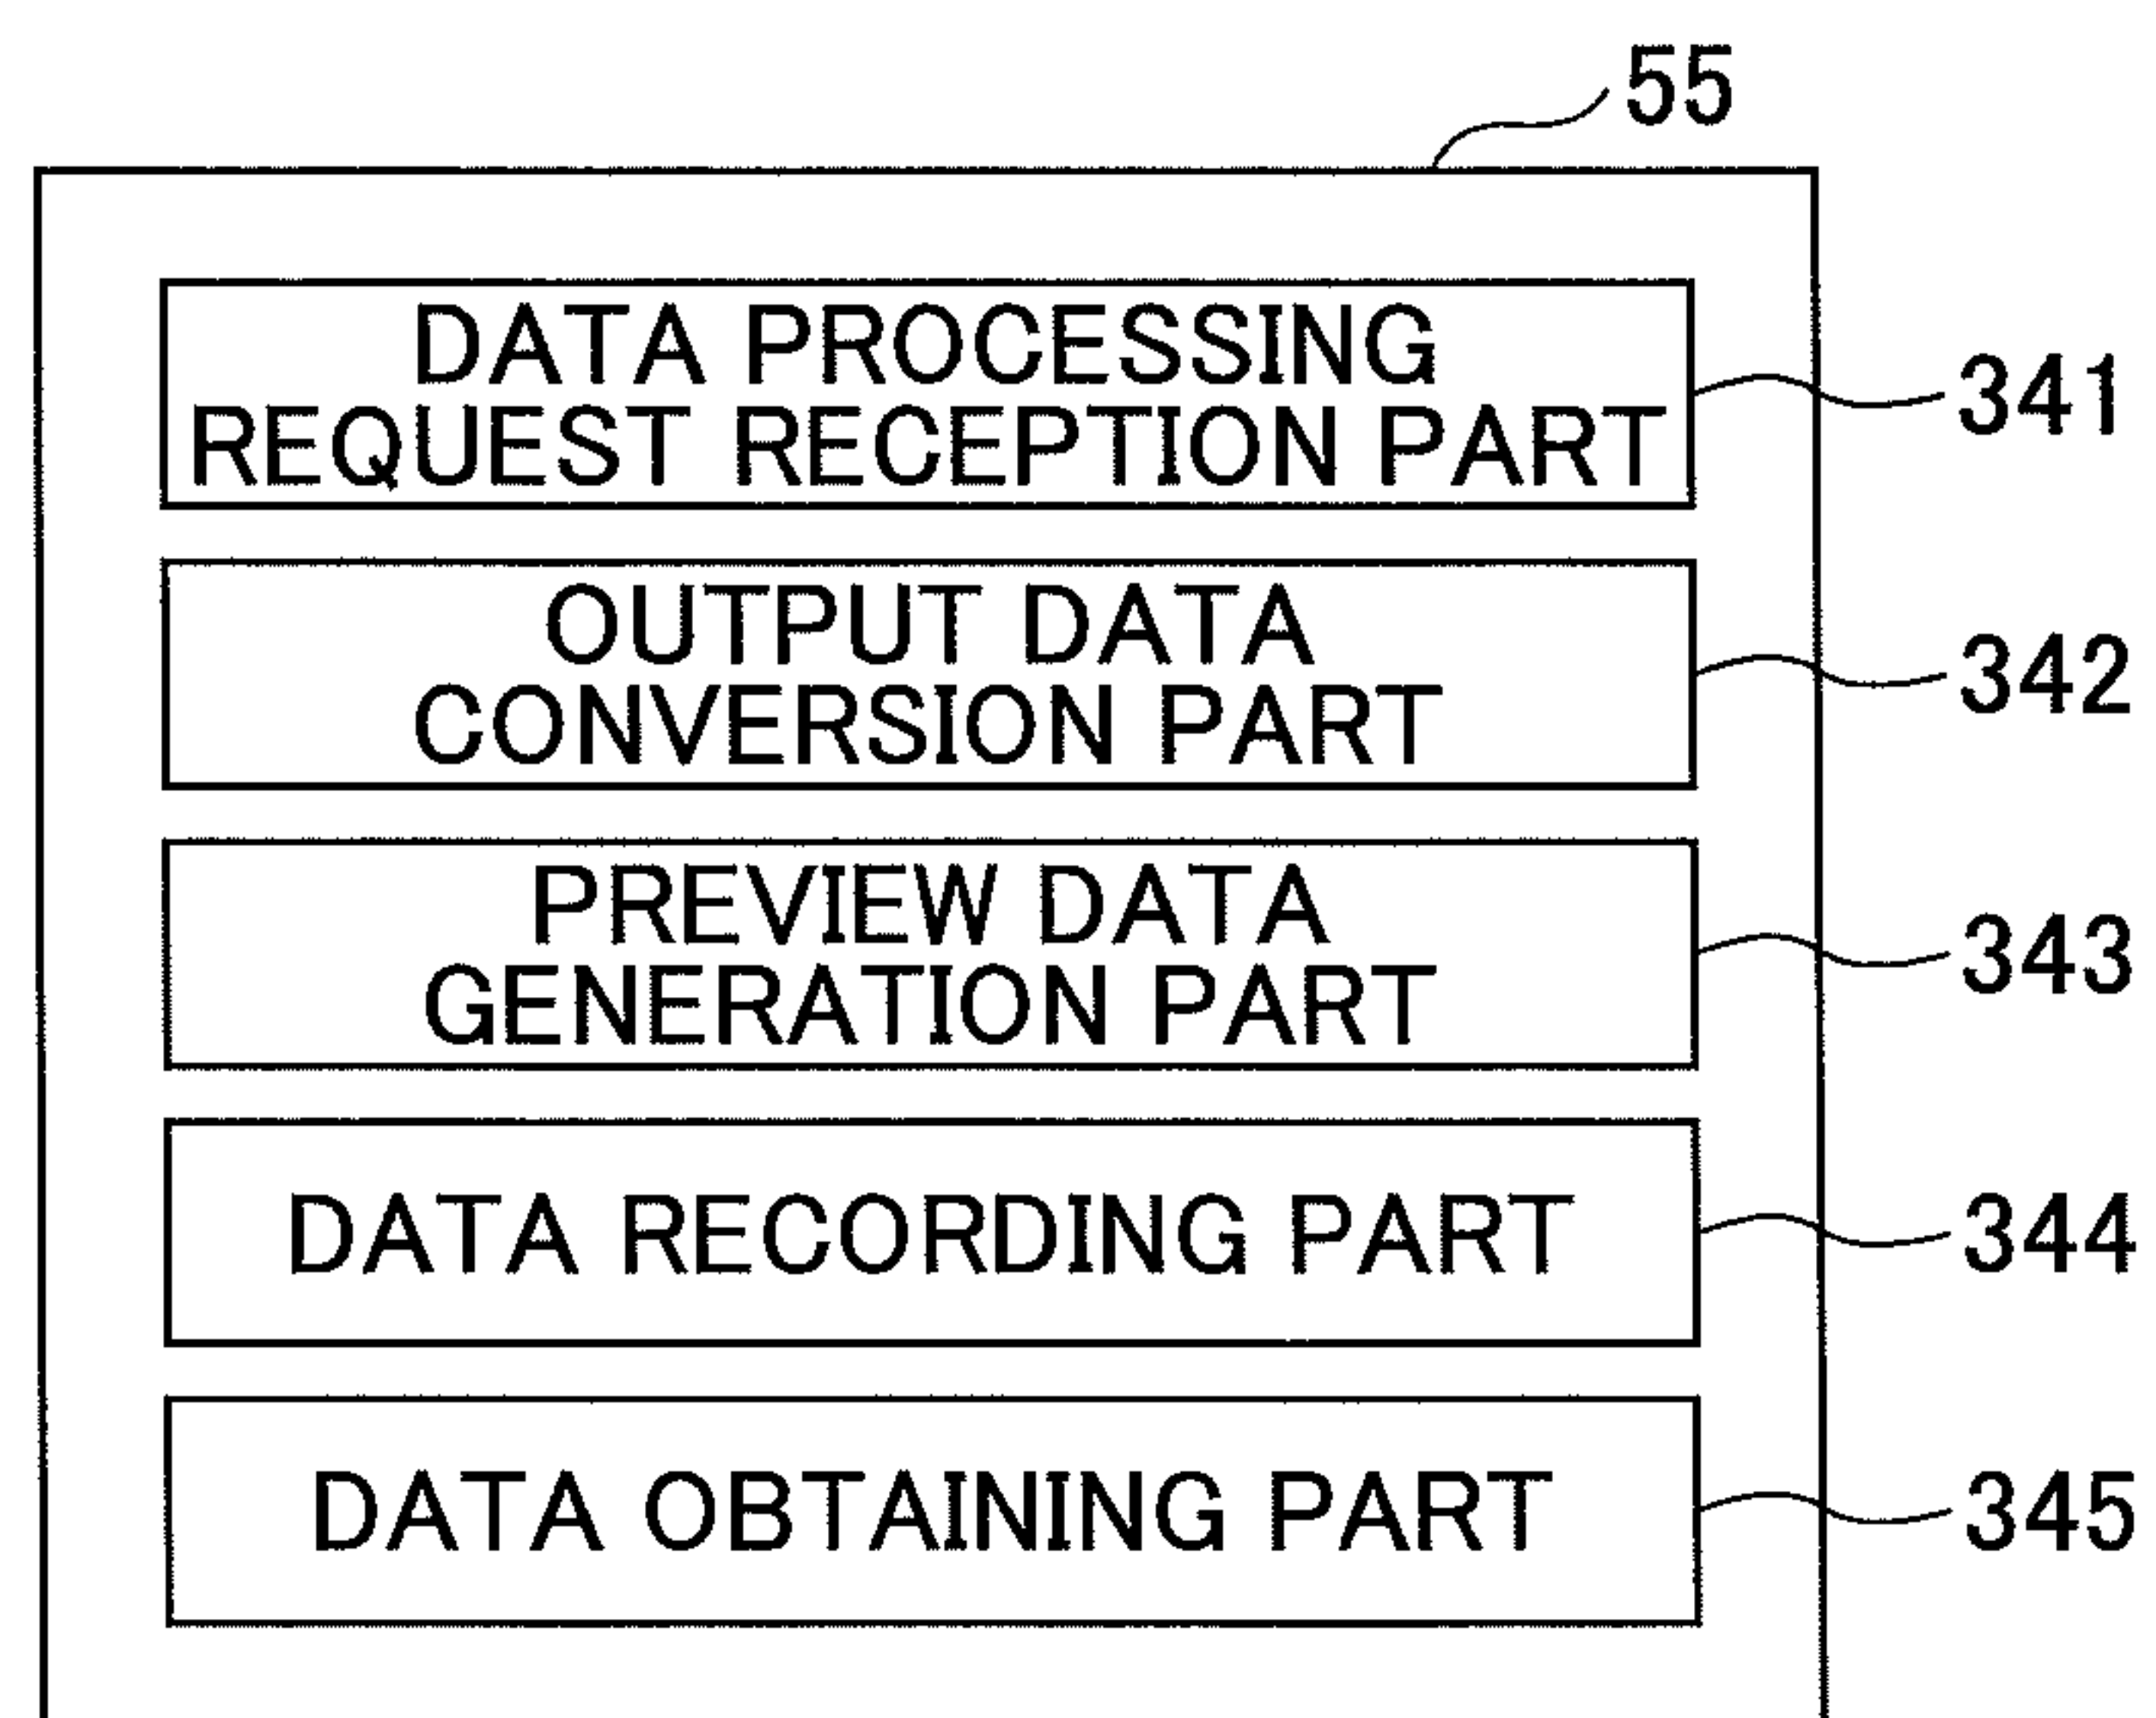 55
DATA PROCESSING
REQUEST RECEPTION PART
341
OUTPUT DATA
CONVERSION PART
342
PREVIEW DATA
GENERATION PART
343
DATA RECORDING PART
344
DATA OBTAINING PART
345